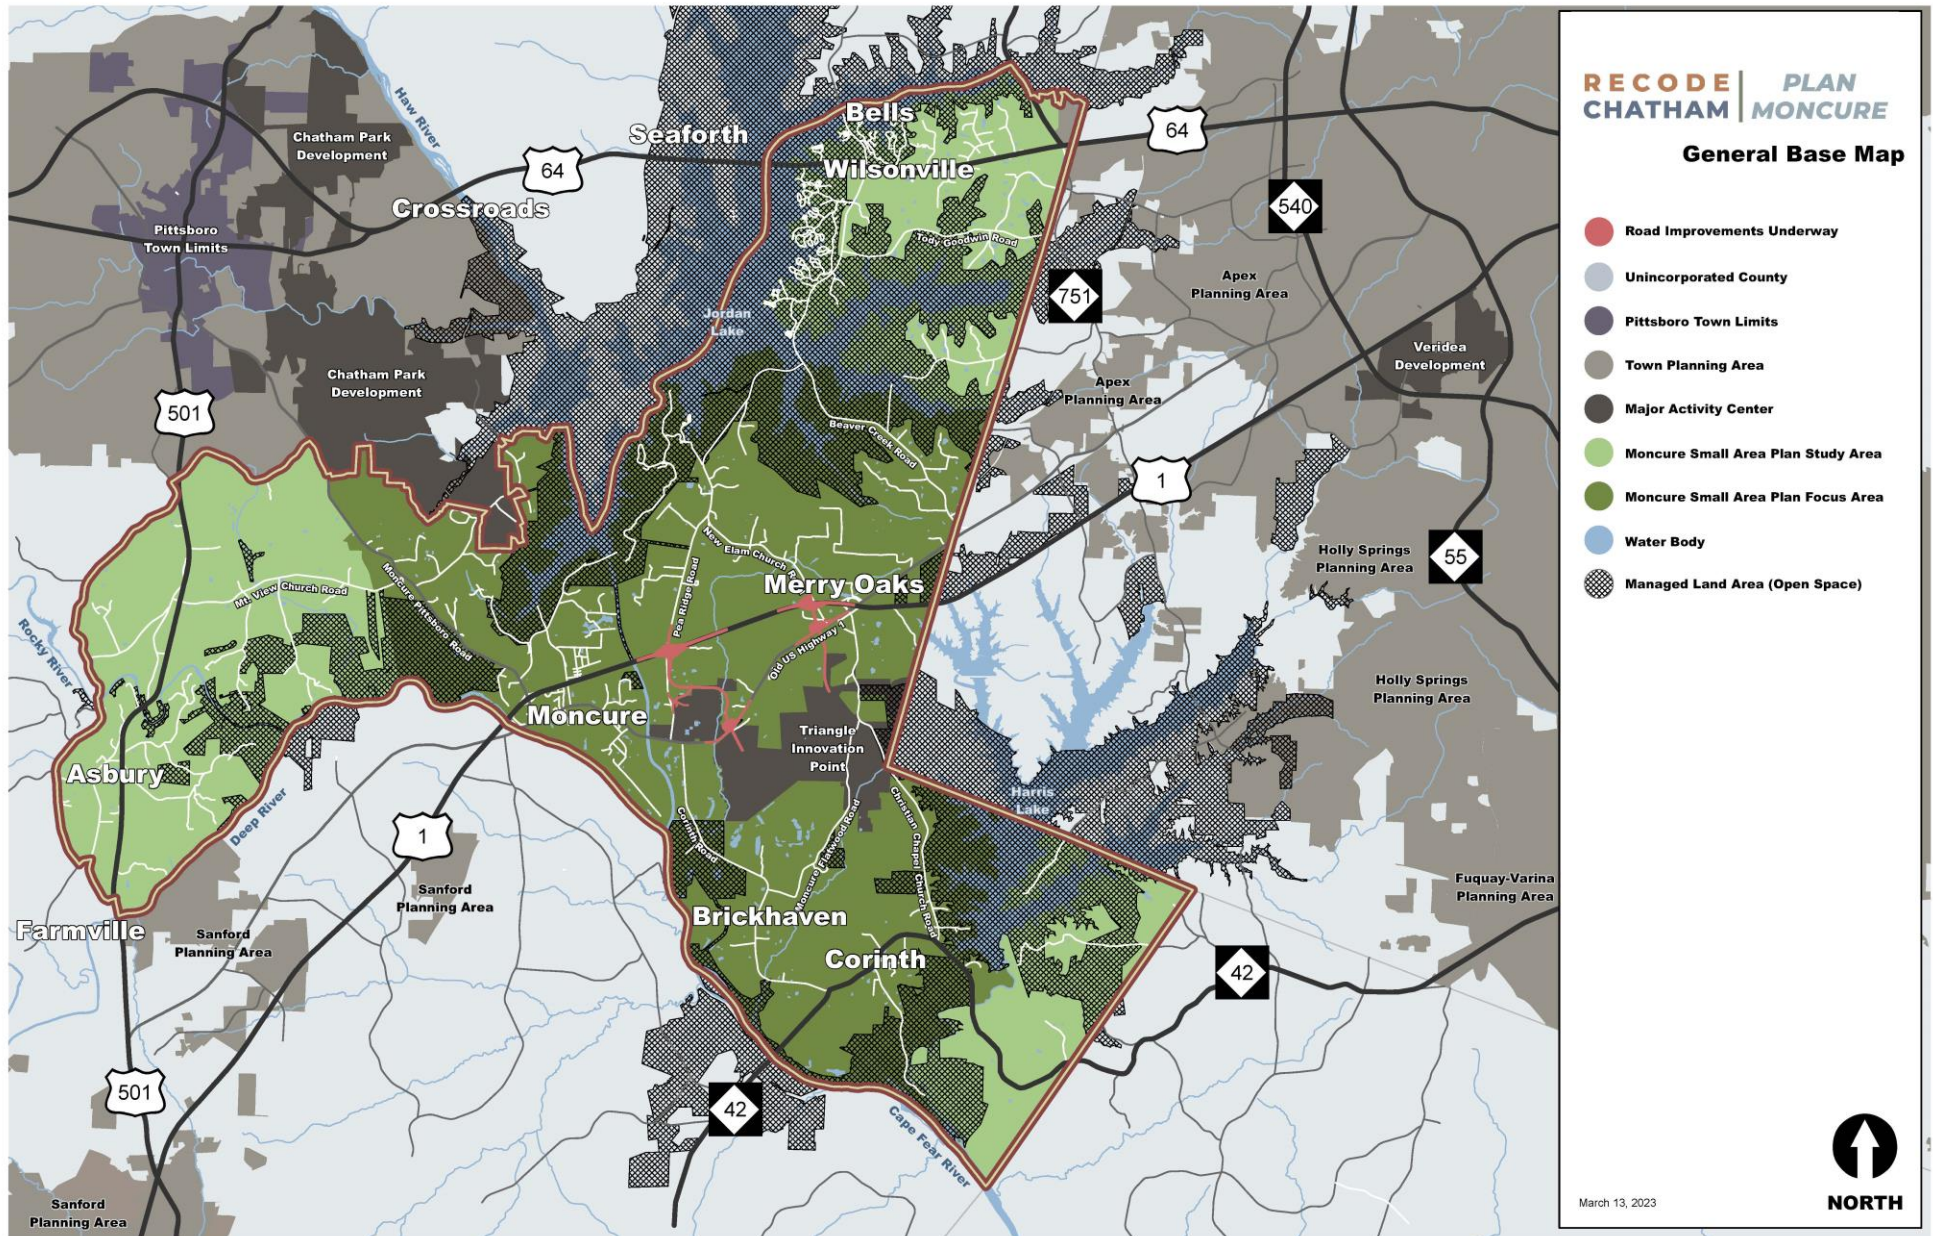 RECODE
CHATHAM
PLAN
MONCURE
General Base Map
Road Improvements Underway
Unincorporated County
Pittsboro Town Limits
Town Planning Area
Major Activity Center
Moncure Small Area Plan Study Area
Moncure Small Area Plan Focus Area
Water Body
Managed Land Area (Open Space)
March 13, 2023
NORTH
Haw River
Chatham Park
Development
Seaforth
Bells
64
Wilsonville
64
Crossroads
540
Pittsboro
Town Limits
Tody Goodwin Road
Apex
Planning Area
751
Jordan
Lake
Veridea
Development
Chatham Park
Development
Apex
Planning Area
501
Beaver Creek Road
1
New Elam Church R
Holly Springs
Planning Area
55
Merry Oaks
Mt. View Church Road
Moncure Pittsboro Road
Pea Ridge Road
Old US Highway 1
Rocky River
Holly Springs
Planning Area
Moncure
Triangle
Innovation
Point
Asbury
Harris
Lake
Deep River
1
Corinth Road
Moncure Flatwood Road
Christian Chapel Church Road
Sanford
Planning Area
Fuquay-Varina
Planning Area
Brickhaven
Farmville
Sanford
Planning Area
Corinth
42
501
42
Cape Fear River
Sanford
Planning Area